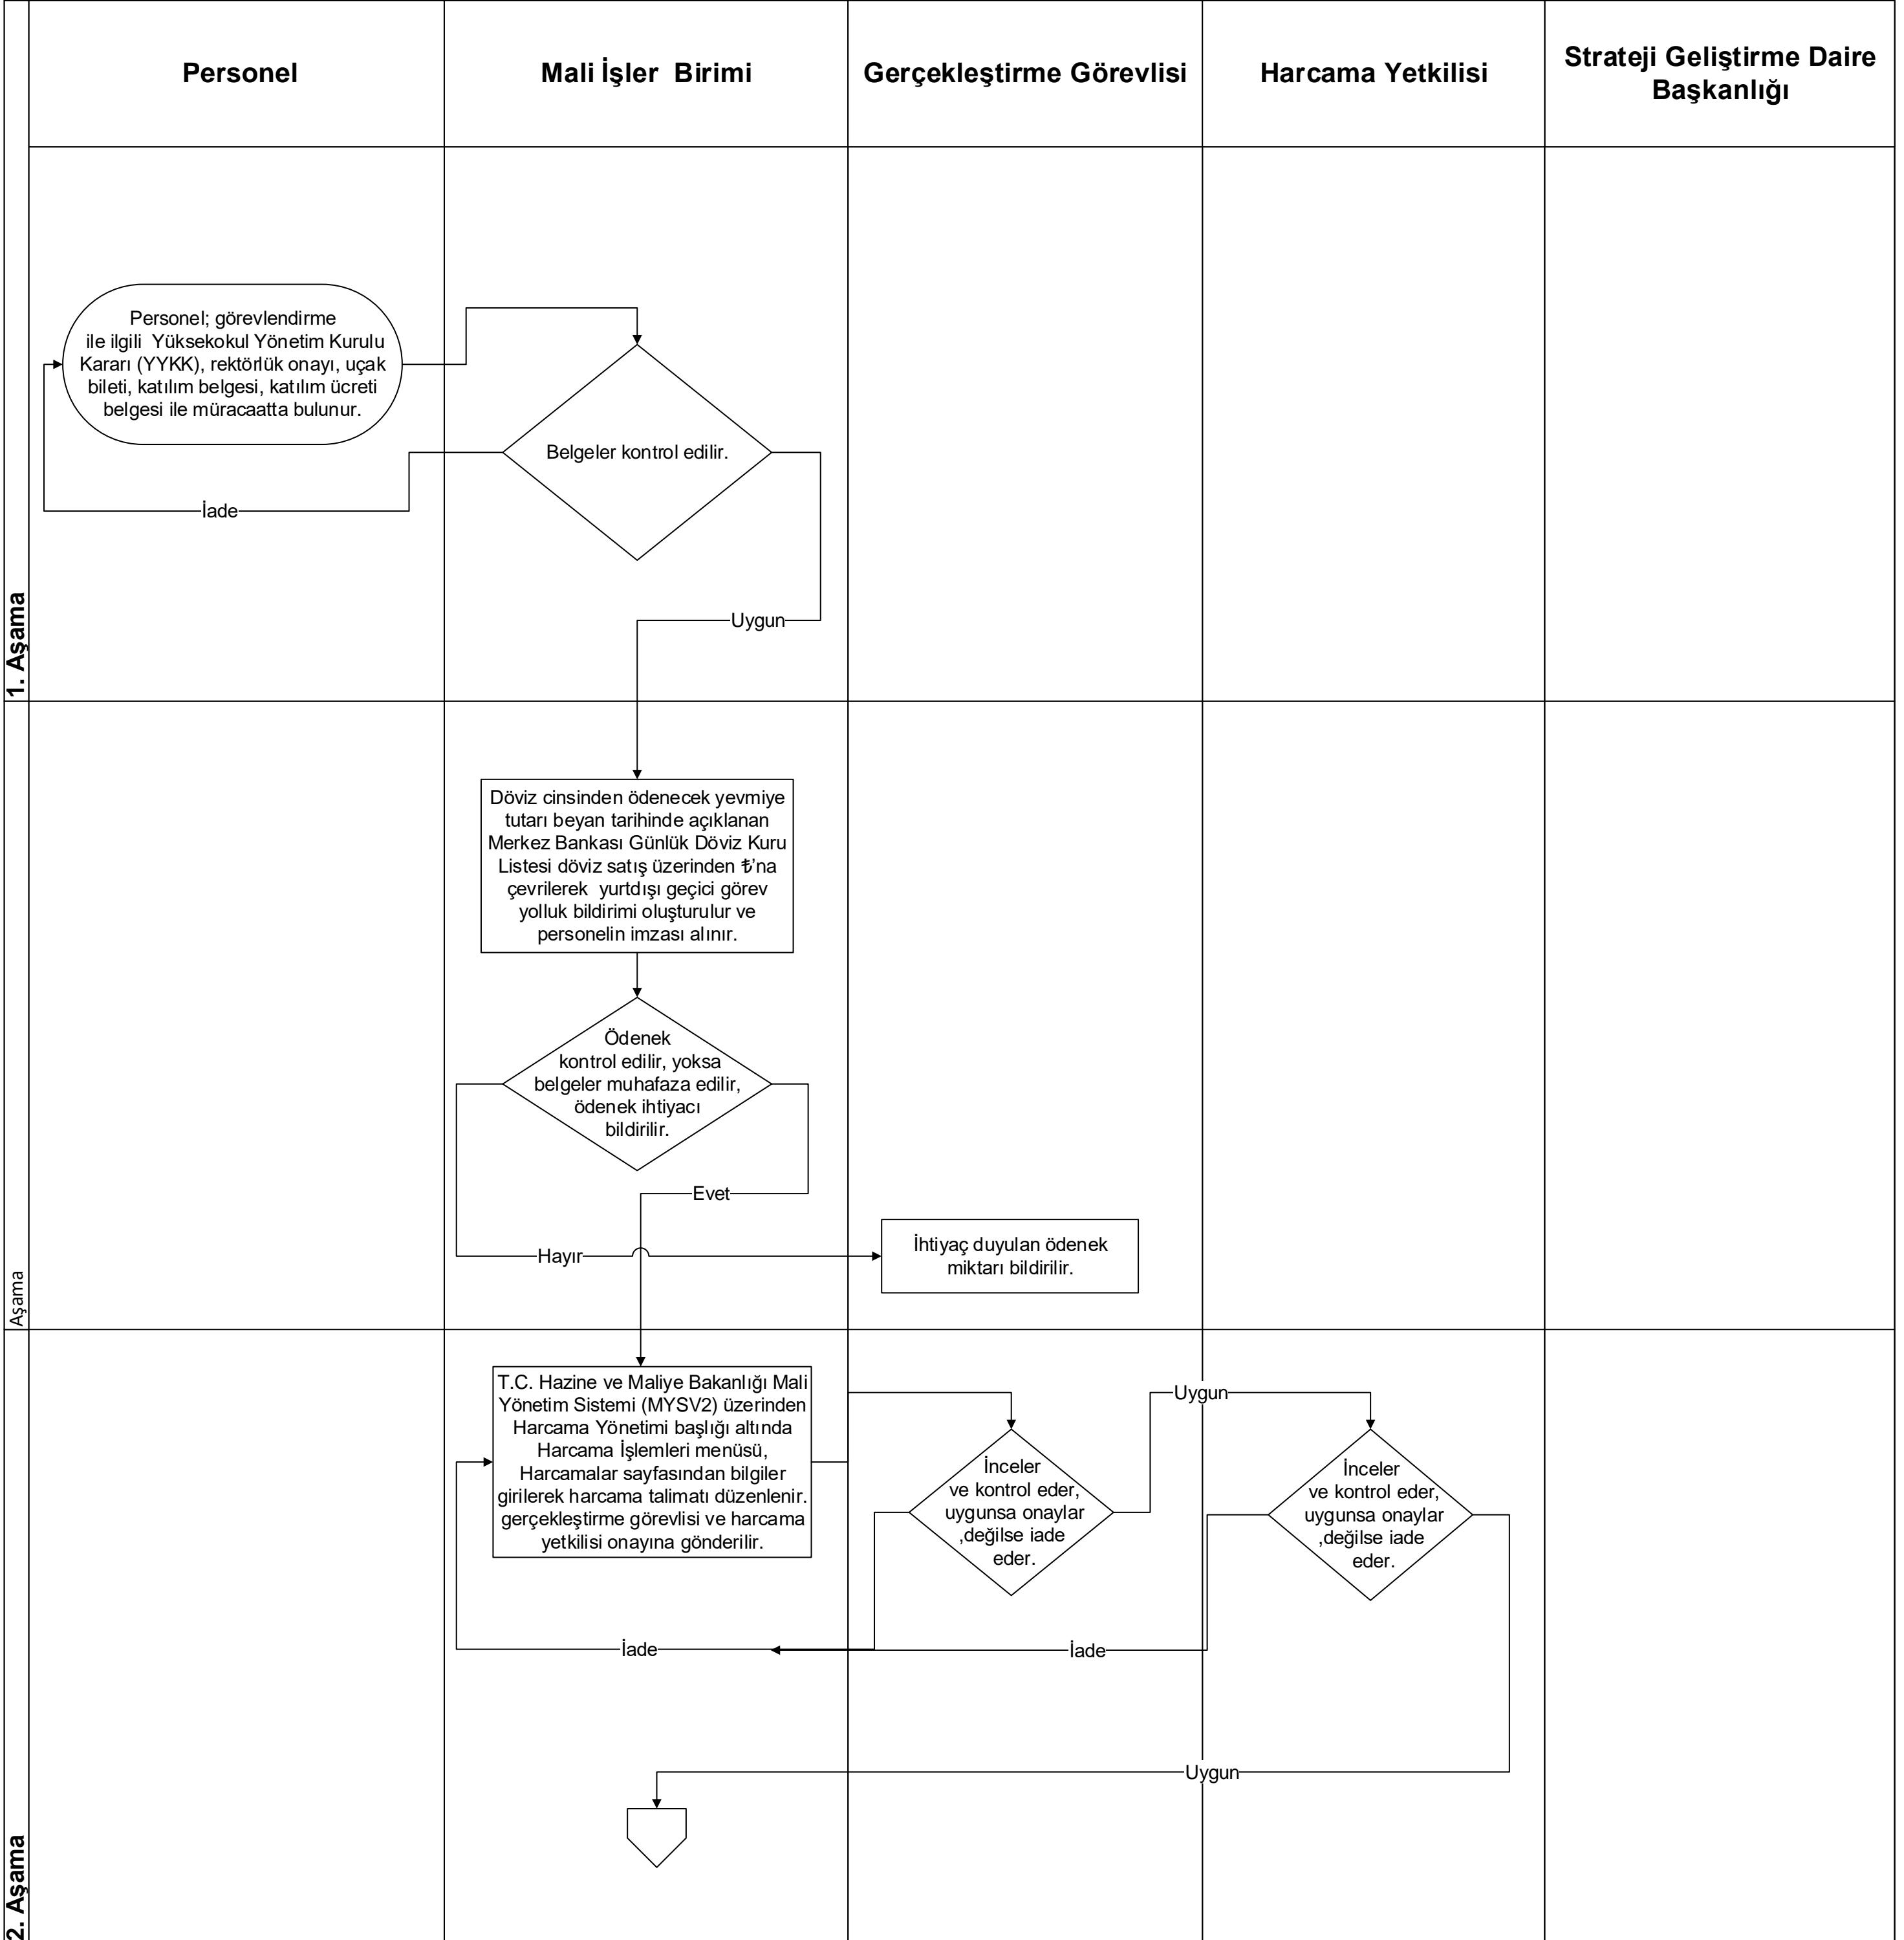 Personel
Mali İşler  Birimi
Gerçekleştirme Görevlisi
Harcama Yetkilisi
Strateji Geliştirme Daire
Başkanlığı
1. Aşama
Personel; görevlendirme
ile ilgili  Yüksekokul Yönetim Kurulu
Kararı (YYKK), rektörlük onayı, uçak
bileti, katılım belgesi, katılım ücreti
belgesi ile müracaatta bulunur.
Belgeler kontrol edilir.
İade
Uygun
Aşama
Döviz cinsinden ödenecek yevmiye
tutarı beyan tarihinde açıklanan
Merkez Bankası Günlük Döviz Kuru
Listesi döviz satış üzerinden ₺’na
çevrilerek  yurtdışı geçici görev
yolluk bildirimi oluşturulur ve
personelin imzası alınır.
Ödenek
kontrol edilir, yoksa
belgeler muhafaza edilir,
ödenek ihtiyacı
bildirilir.
Evet
Hayır
İhtiyaç duyulan ödenek
miktarı bildirilir.
2. Aşama
T.C. Hazine ve Maliye Bakanlığı Mali
Yönetim Sistemi (MYSV2) üzerinden
Harcama Yönetimi başlığı altında
Harcama İşlemleri menüsü,
Harcamalar sayfasından bilgiler
girilerek harcama talimatı düzenlenir.
gerçekleştirme görevlisi ve harcama
yetkilisi onayına gönderilir.
İnceler
ve kontrol eder,
uygunsa onaylar
,değilse iade
eder.
Uygun
İnceler
ve kontrol eder,
uygunsa onaylar
,değilse iade
eder.
İade
İade
Uygun